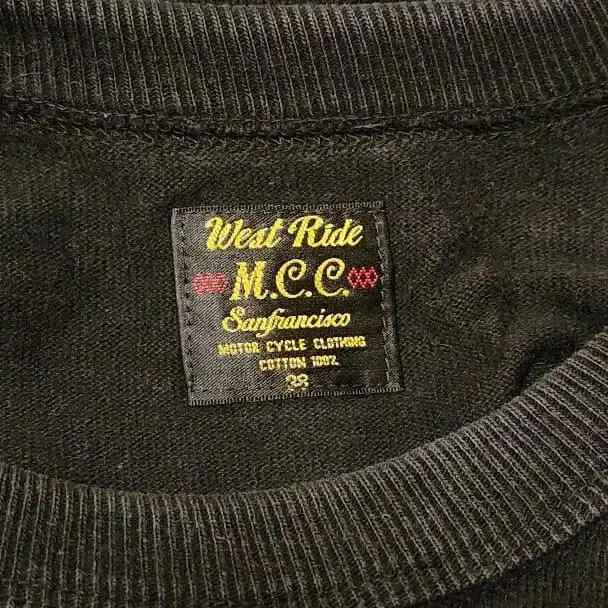 West Ride
M.C.C.
Sanfrancisco
MOTOR CYCLE CLOTHING
COTTON 100%
38